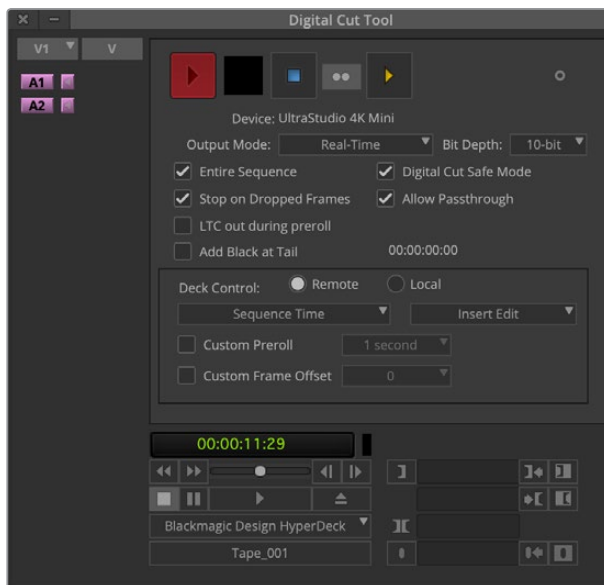 Digital Cut Tool
V1 V
A1
A2
Device: UltraStudio 4K Mini
Output Mode: Real-Time Bit Depth: 10-bit
Entire Sequence Digital Cut Safe Mode
Stop on Dropped Frames Allow Passthrough
LTC out during preroll
Add Black at Tail 00:00:00:00
Deck Control: Remote Local
Sequence Time Insert Edit
Custom Preroll 1 second
Custom Frame Offset 0
00:00:11:29
Blackmagic Design HyperDeck
Tape_001